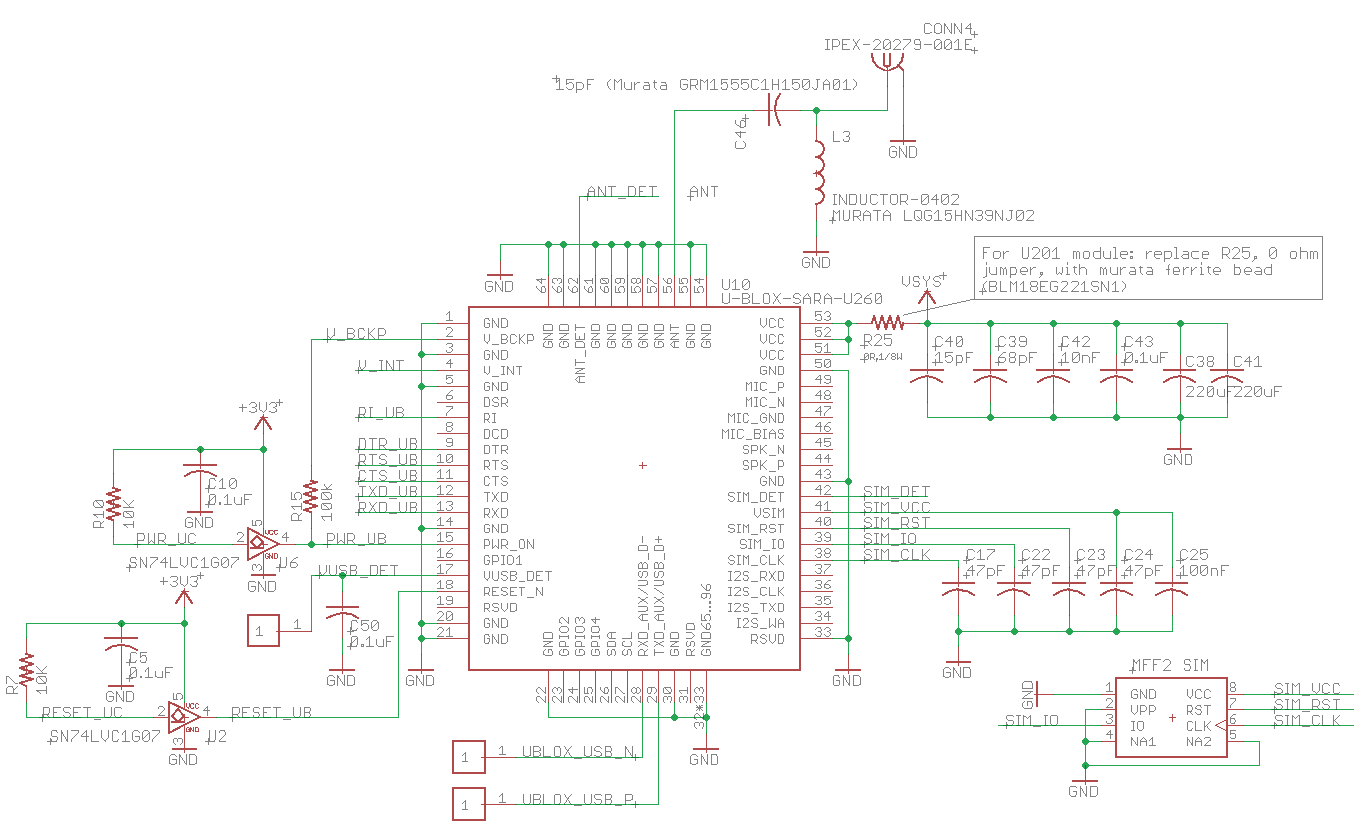 CONN4
IPEX-20279-001E
15pF (Murata GRM1555C1H150JA01)
C46
L3
INDUCTOR-0402
MURATA LQG15HN39NJ02
GND
GND
ANT_DET
ANT
For U201 module: replace R25, 0 ohm
jumper, with murata ferrite bead
(BLM18EG221SN1)
VSYS
GND
64 63 62 61 60 59 58 57 56 55 54
U10
U-BLOX-SARA-U260
GND GND ANT_DET GND GND GND GND GND ANT GND GND
1 GND
2 V_BCKP
3 GND
4 V_INT
5 GND
6 DSR
7 RI
8 DCD
9 DTR
10 RTS
11 CTS
12 TXD
13 RXD
14 GND
15 PWR_ON
16 GPIO1
17 VUSB_DET
18 RESET_N
19 RSVD
20 GND
21 GND
VCC 53
VCC 52
VCC 51
GND 50
MIC_P 49
MIC_N 48
MIC_GND 47
MIC_BIAS 46
SPK_N 45
SPK_P 44
GND 43
SIM_DET 42
VSIM 41
SIM_RST 40
SIM_IO 39
SIM_CLK 38
I2S_RXD 37
I2S_CLK 36
I2S_TXD 35
I2S_WA 34
RSVD 33
GND GPIO2 GPIO3 GPIO4 SDA SCL RXD_AUX/USB_D- TXD_AUX/USB_D+ GND RSVD GND65...96
22 23 24 25 26 27 28 29 30 31 32*33
V_BCKP
V_INT
RI_UB
DTR_UB
RTS_UB
CTS_UB
TXD_UB
RXD_UB
PWR_UB
VUSB_DET
R25
0R,1/8W
C40
15pF
C39
68pF
C42
10nF
C43
0.1uF
C38
220uF
C41
220uF
GND
+3V3
C10
0.1uF
GND
R10
10K
R15
100k
PWR_UC
2
5
VCC
4
GND
3
SN74LVC1G07
U6
GND
+3V3
1
1
C50
0.1uF
GND
GND
C5
0.1uF
GND
R7
10K
RESET_UC
2
5
VCC
4
GND
3
RESET_UB
SN74LVC1G07
U2
GND
1
1
UBLOX_USB_N
1
1
UBLOX_USB_P
GND
GND
SIM_DET
SIM_VCC
SIM_RST
SIM_IO
SIM_CLK
C17
47pF
C22
47pF
C23
47pF
C24
47pF
C25
100nF
GND
MFF2 SIM
GND
1 GND VCC 8 SIM_VCC
2 VPP RST 7 SIM_RST
SIM_IO 3 IO CLK 6 SIM_CLK
4 NA1 NA2 5
GND